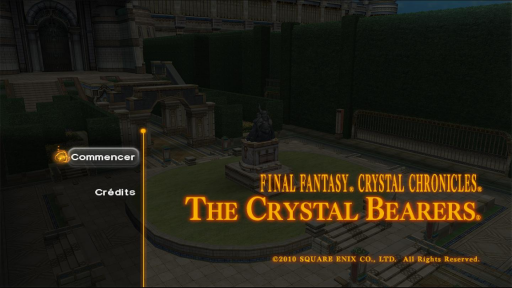 Commencer
Crédits
FINAL FANTASY® CRYSTAL CHRONICLES®
THE CRYSTAL BEARERS®
©2010 SQUARE ENIX CO., LTD. All Rights Reserved.